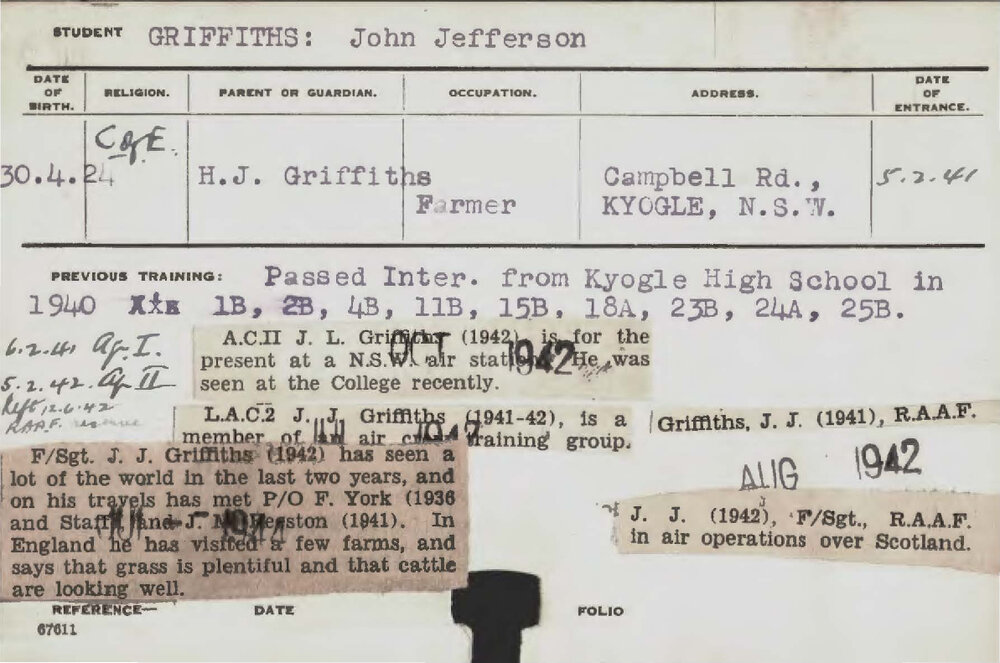 STUDENT GRIFFITHS: John Jefferson
DATE OF BIRTH. RELIGION. PARENT OR GUARDIAN. OCCUPATION. ADDRESS. DATE OF ENTRANCE.
C of E.
30.4.24 H.J. Griffiths Campbell Rd., 5.2.41
Farmer KYOGLE, N.S.W.
PREVIOUS TRAINING: Passed Inter. from Kyogle High School in
1940 1B, 2B, 4B, 11B, 15B, 18A, 23B, 24A, 25B.
6.2.41 Ag. I.
5.2.42. Ag II
left 12.6.42
R.A.A.F. reserve
A.C.II J. L. Griffiths (1942) is for the
present at a N.S.W. air station. He was
seen at the College recently.
OCT 1942
L.A.C.2 J. J. Griffiths (1941-42), is a
member of an air crew training group.
Griffiths, J. J. (1941), R.A.A.F.
AUG 1942
F/Sgt. J. J. Griffiths (1942) has seen a
lot of the world in the last two years, and
on his travels has met P/O F. York (1936
and Staff and J. (1941). In
England he has visited a few farms, and
says that grass is plentiful and that cattle
are looking well.
J. J. (1942), F/Sgt., R.A.A.F.
in air operations over Scotland.
REFERENCE— DATE FOLIO
67611